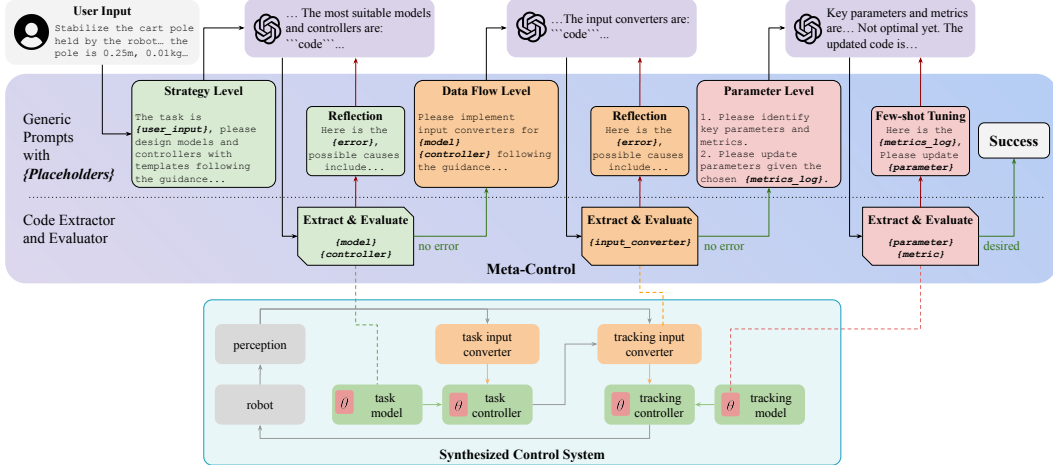 User Input
Stabilize the cart pole
held by the robot… the
pole is 0.25m, 0.01kg…
… The most suitable models
and controllers are:
```code```...
…The input converters are:
```code```...
Key parameters and metrics
are… Not optimal yet. The
updated code is…
Generic
Prompts
with
{Placeholders}
Strategy Level
The task is
{user_input}, please
design models and
controllers with
templates following
the guidance...
Reflection
Here is the
{error},
possible causes
include...
Data Flow Level
Please implement
input converters for
{model}
{controller} following
the guidance...
Reflection
Here is the
{error},
possible causes
include...
Parameter Level
1. Please identify
key parameters and
metrics.
2. Please update
parameters given the
chosen {metrics_log}.
Few-shot Tuning
Here is the
{metrics_log},
Please update
{parameter}
Success
Code Extractor
and Evaluator
Extract & Evaluate
{model}
{controller}
no error
Extract & Evaluate
{input_converter}
no error
Extract & Evaluate
{parameter}
{metric}
desired
Meta-Control
perception
task input
converter
tracking input
converter
robot
θ
task
model
θ
task
controller
θ
tracking
controller
θ
tracking
model
Synthesized Control System